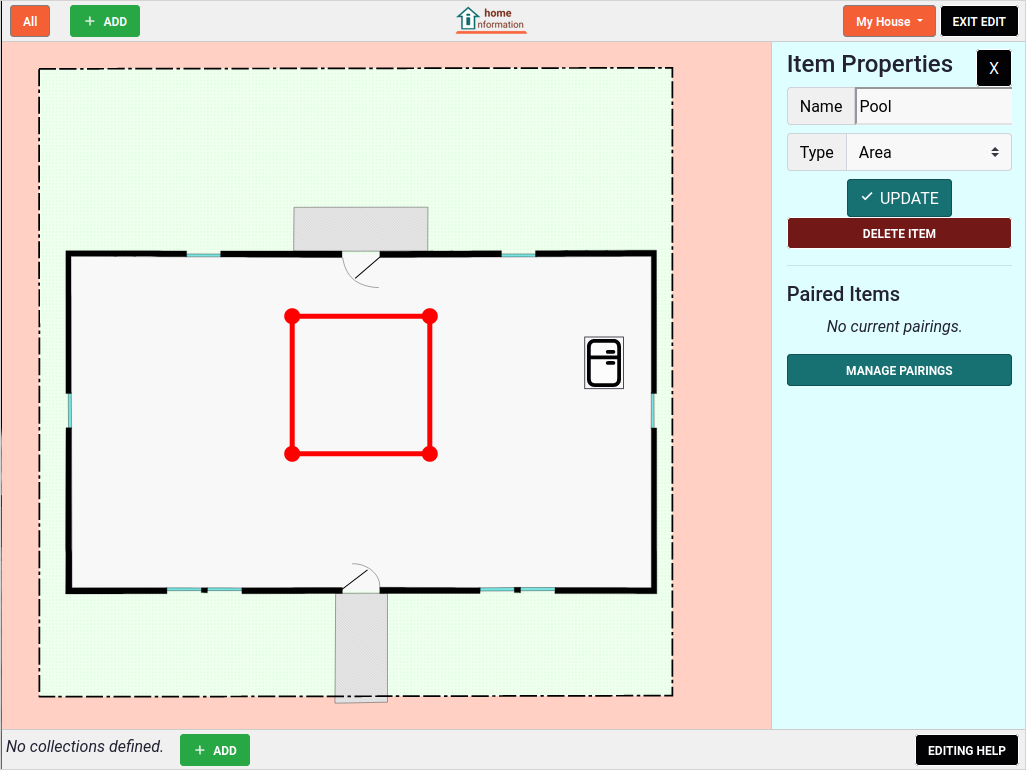 All
ADD
home
nformation
My House
EXIT EDIT
Item Properties
X
Name
Pool
Type
Area
UPDATE
DELETE ITEM
Paired Items
No current pairings.
MANAGE PAIRINGS
No collections defined.
ADD
EDITING HELP